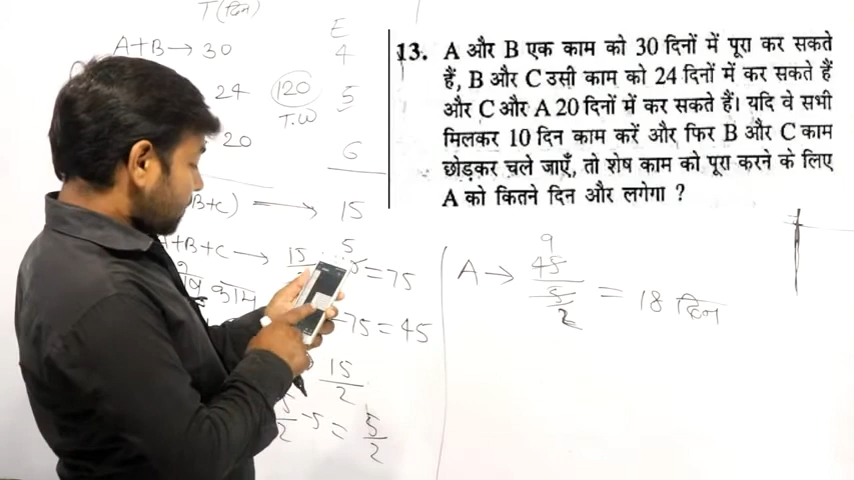 T (दिन)
E
A+B → 30
4
24
120
5
T.W
20
6
B+C) → 15
A+B+C → 15
5
= 75
शेष काम
-75 = 45
15
2
2
-5 = 5
2
13. A और B एक काम को 30 दिनों में पूरा कर सकते
हैं, B और C उसी काम को 24 दिनों में कर सकते हैं
और C और A 20 दिनों में कर सकते हैं। यदि वे सभी
मिलकर 10 दिन काम करें और फिर B और C काम
छोड़कर चले जाएँ, तो शेष काम को पूरा करने के लिए
A को कितने दिन और लगेगा ?
9
A → 45
5
2
= 18 दिन